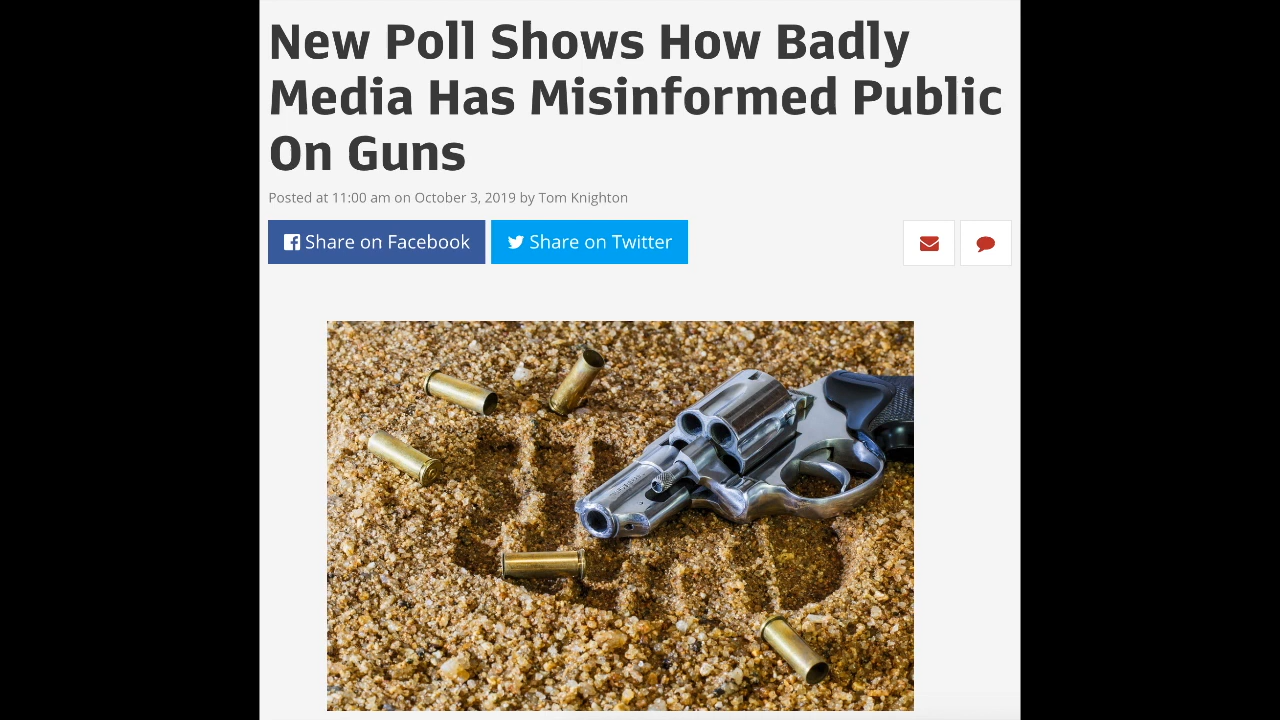 New Poll Shows How Badly
Media Has Misinformed Public
On Guns
Posted at 11:00 am on October 3, 2019 by Tom Knighton
Share on Facebook
Share on Twitter